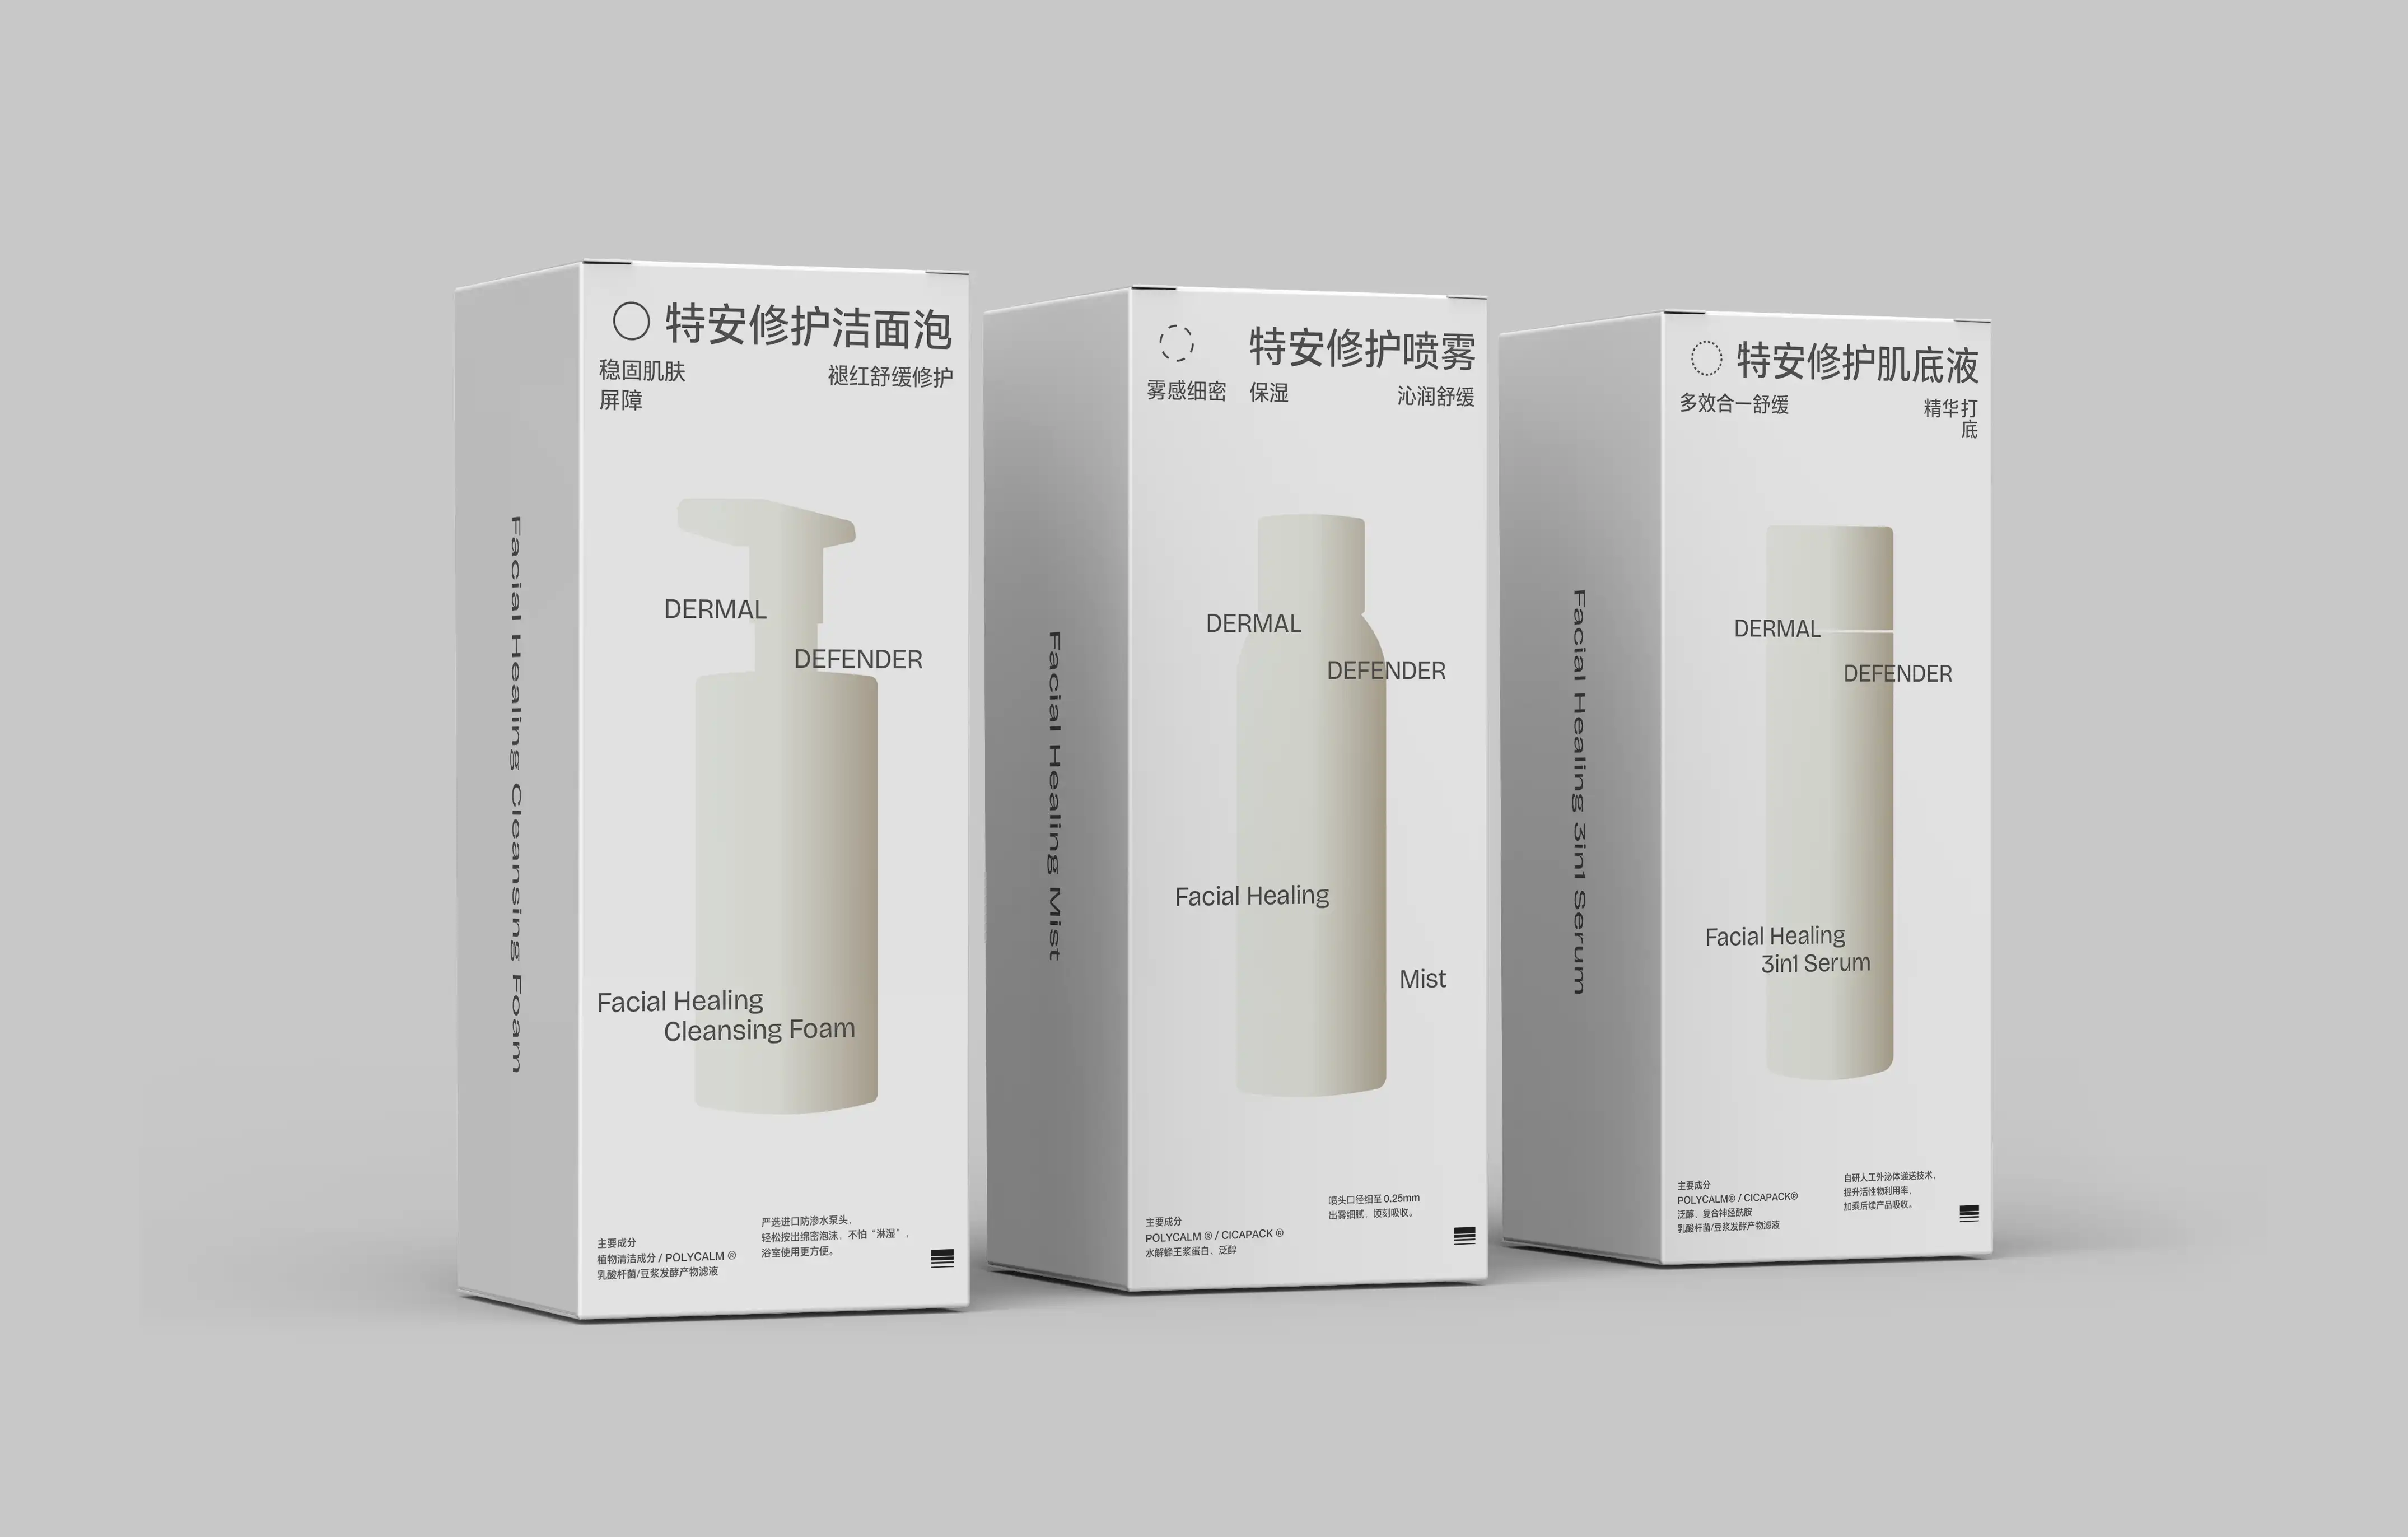 Facial Healing Cleansing Foam
特安修护洁面泡
稳固肌肤
屏障
褪红舒缓修护
DERMAL
DEFENDER
Facial Healing
Cleansing Foam
主要成分
植物清洁成分 / POLYCALM ®
乳酸杆菌/豆浆发酵产物滤液
严选进口防渗水泵头，
轻松按出绵密泡沫，不怕“淋湿”，
浴室使用更方便。
Facial Healing Mist
特安修护喷雾
雾感细密 保湿 沁润舒缓
DERMAL
DEFENDER
Facial Healing
Mist
主要成分
POLYCALM ® / CICAPACK ®
水解蜂王浆蛋白、泛醇
喷头口径细至 0.25mm
出雾细腻，顷刻吸收。
Facial Healing 3in1 Serum
特安修护肌底液
多效合一舒缓
精华打
底
DERMAL
DEFENDER
Facial Healing
3in1 Serum
主要成分
POLYCALM® / CICAPACK®
泛醇、复合神经酰胺
乳酸杆菌/豆浆发酵产物滤液
自研人工外泌体递送技术，
提升活性物利用率，
加乘后续产品吸收。